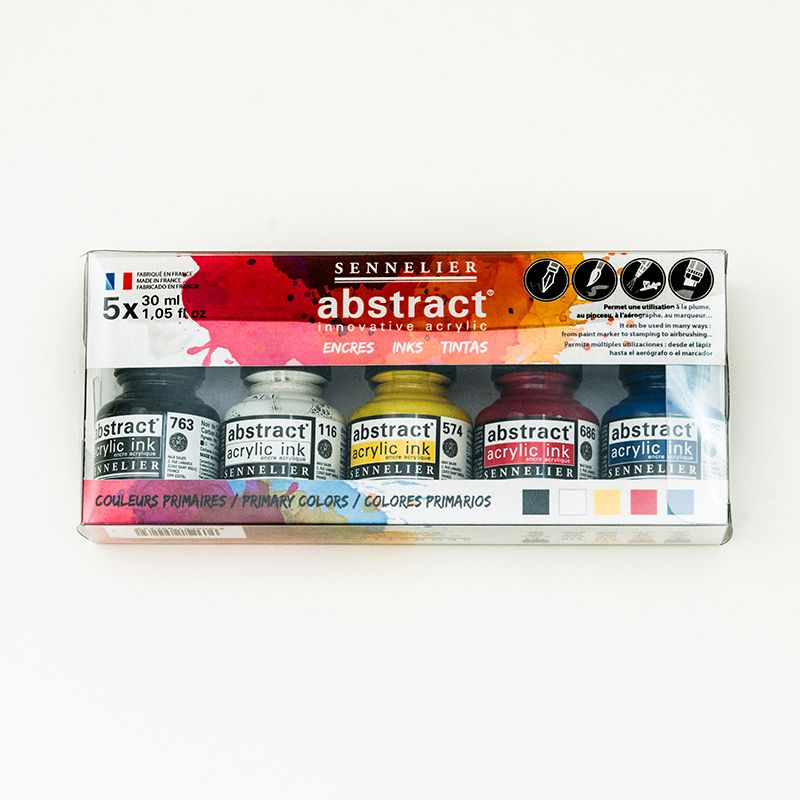 FABRIQUÉ EN FRANCE
MADE IN FRANCE
FABRICADO EN FRANCIA
5x 30 ml
1,05 fl oz
SENNELIER
abstract®
innovative acrylic
ENCRES INKS TINTAS
Permet une utilisation à la plume,
au pinceau, à l'aérographe, au marqueur...
It can be used in many ways :
from paint marker to stamping to airbrushing...
Permite múltiples utilizaciones : desde el lápiz
hasta el aerógrafo o el marcador
abstract
acrylic ink
encre acrylique
SENNELIER
763
abstract
acrylic ink
encre acrylique
SENNELIER
116
abstract
acrylic ink
encre acrylique
SENNELIER
574
abstract
acrylic ink
encre acrylique
SENNELIER
686
abstract
acrylic ink
encre acrylique
SENNELIER
COULEURS PRIMAIRES / PRIMARY COLORS / COLORES PRIMARIOS